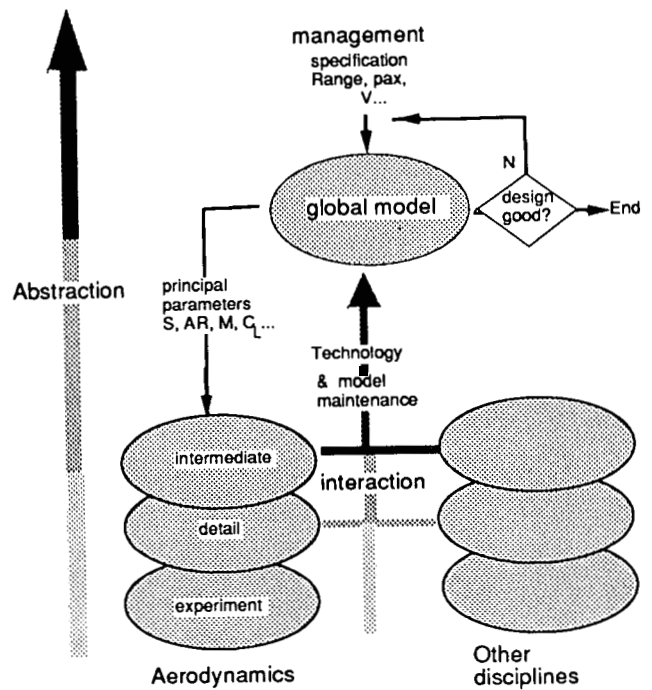 management
specification
Range, pax,
V...
N
design
good?
End
global model
Abstraction
principal
parameters
S, AR, M, C_L...
Technology
& model
maintenance
intermediate
interaction
detail
experiment
Aerodynamics
Other
disciplines